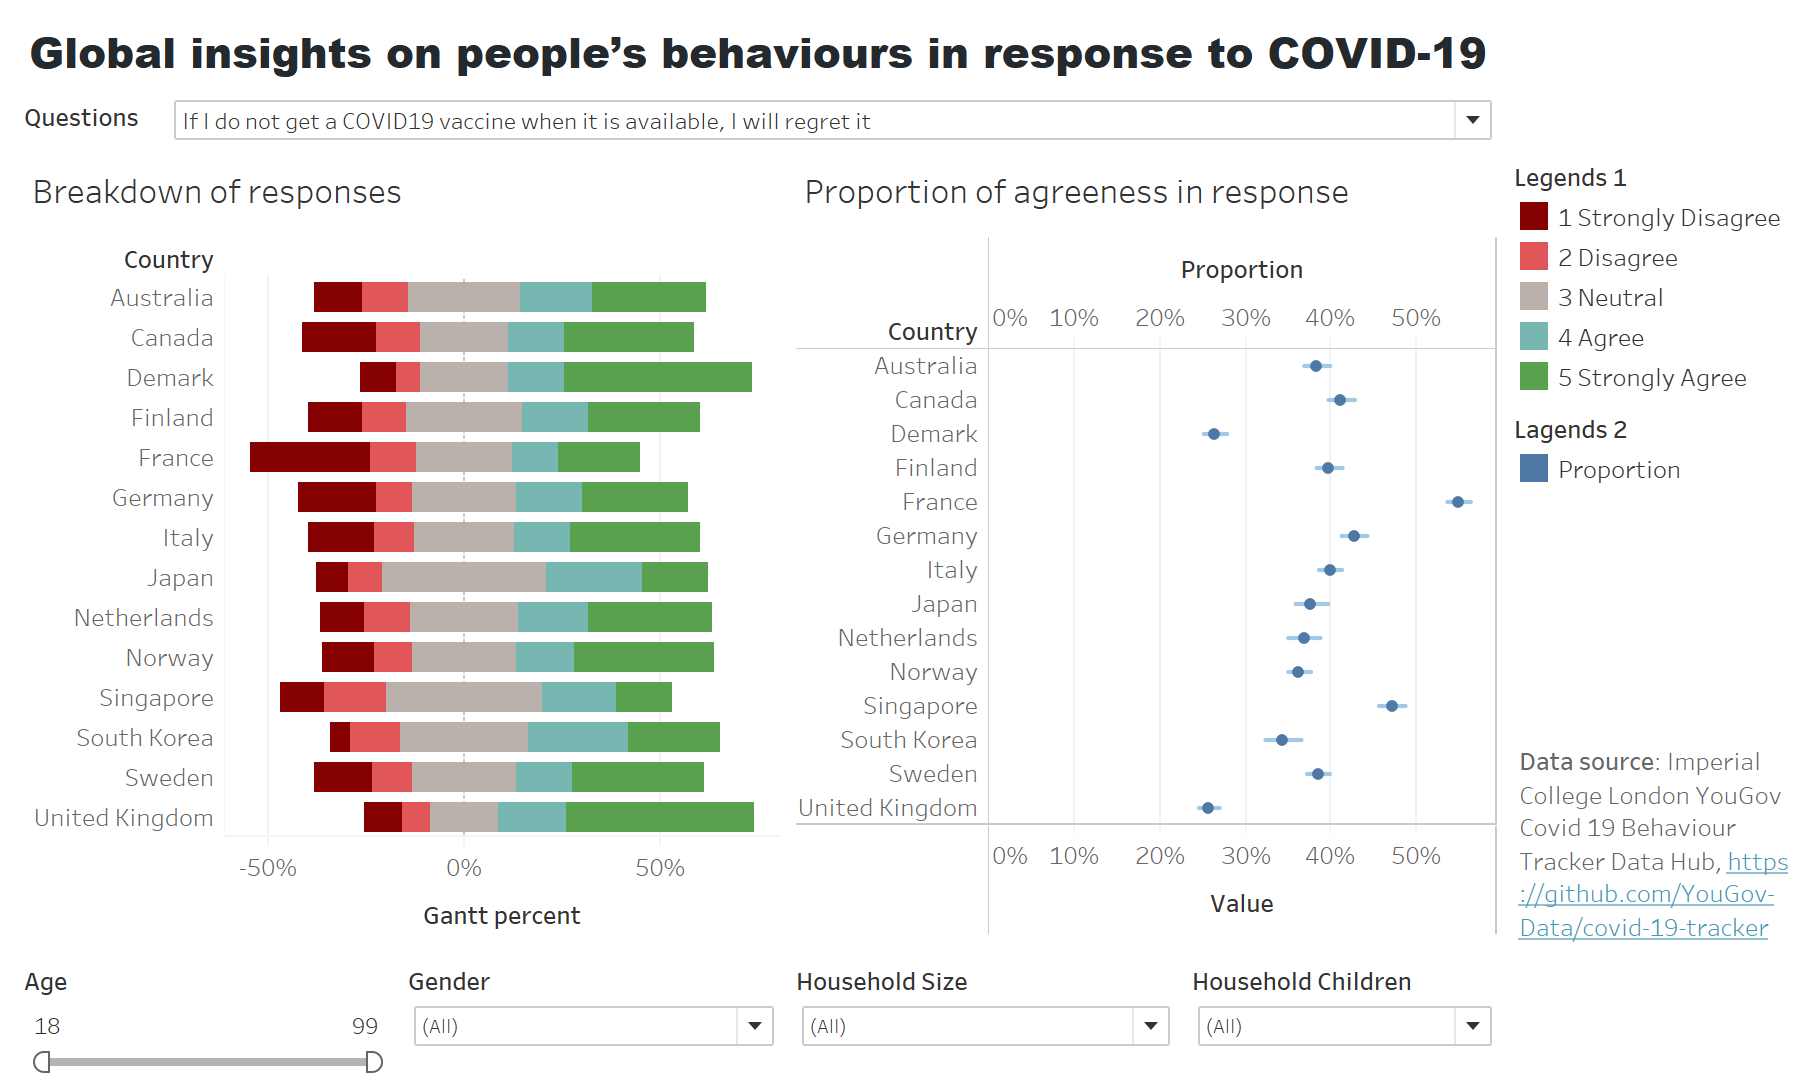 Global insights on people’s behaviours in response to COVID-19
Questions
If I do not get a COVID19 vaccine when it is available, I will regret it
Breakdown of responses
Country
Australia
Canada
Demark
Finland
France
Germany
Italy
Japan
Netherlands
Norway
Singapore
South Korea
Sweden
United Kingdom
-50% 0% 50%
Gantt percent
Proportion of agreeness in response
Proportion
0% 10% 20% 30% 40% 50%
Country
Australia
Canada
Demark
Finland
France
Germany
Italy
Japan
Netherlands
Norway
Singapore
South Korea
Sweden
United Kingdom
0% 10% 20% 30% 40% 50%
Value
Legends 1
1 Strongly Disagree
2 Disagree
3 Neutral
4 Agree
5 Strongly Agree
Lagends 2
Proportion
Data source: Imperial
College London YouGov
Covid 19 Behaviour
Tracker Data Hub, https
://github.com/YouGov-
Data/covid-19-tracker
Age
18 99
Gender
(All)
Household Size
(All)
Household Children
(All)